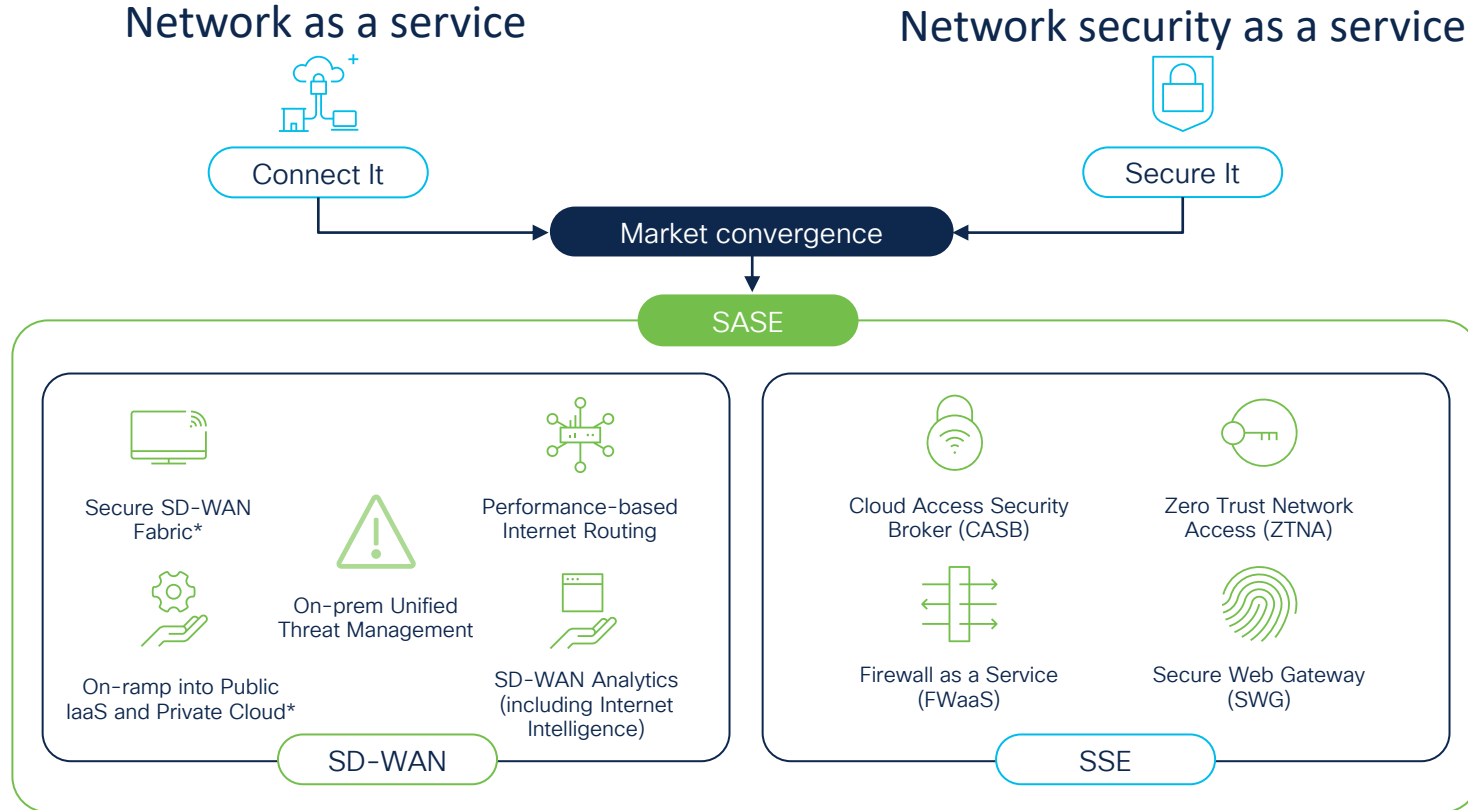 Network as a service
Network security as a service
Connect It
Secure It
Market convergence
SASE
Secure SD-WAN
Fabric*
On-prem Unified
Threat Management
Performance-based
Internet Routing
On-ramp into Public
IaaS and Private Cloud*
SD-WAN Analytics
(including Internet
Intelligence)
SD-WAN
Cloud Access Security
Broker (CASB)
Zero Trust Network
Access (ZTNA)
Firewall as a Service
(FWaaS)
Secure Web Gateway
(SWG)
SSE